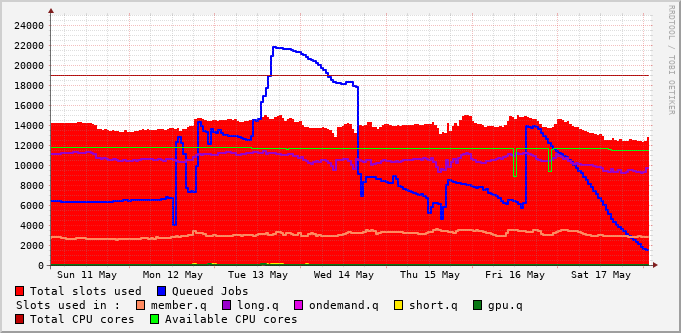 24000
22000
20000
18000
16000
14000
12000
10000
8000
6000
4000
2000
0
Sun 11 May Mon 12 May Tue 13 May Wed 14 May Thu 15 May Fri 16 May Sat 17 May
Total slots used Queued Jobs
Slots used in : member.q long.q ondemand.q short.q gpu.q
Total CPU cores Available CPU cores
RRDTOOL / TOBI OETIKER